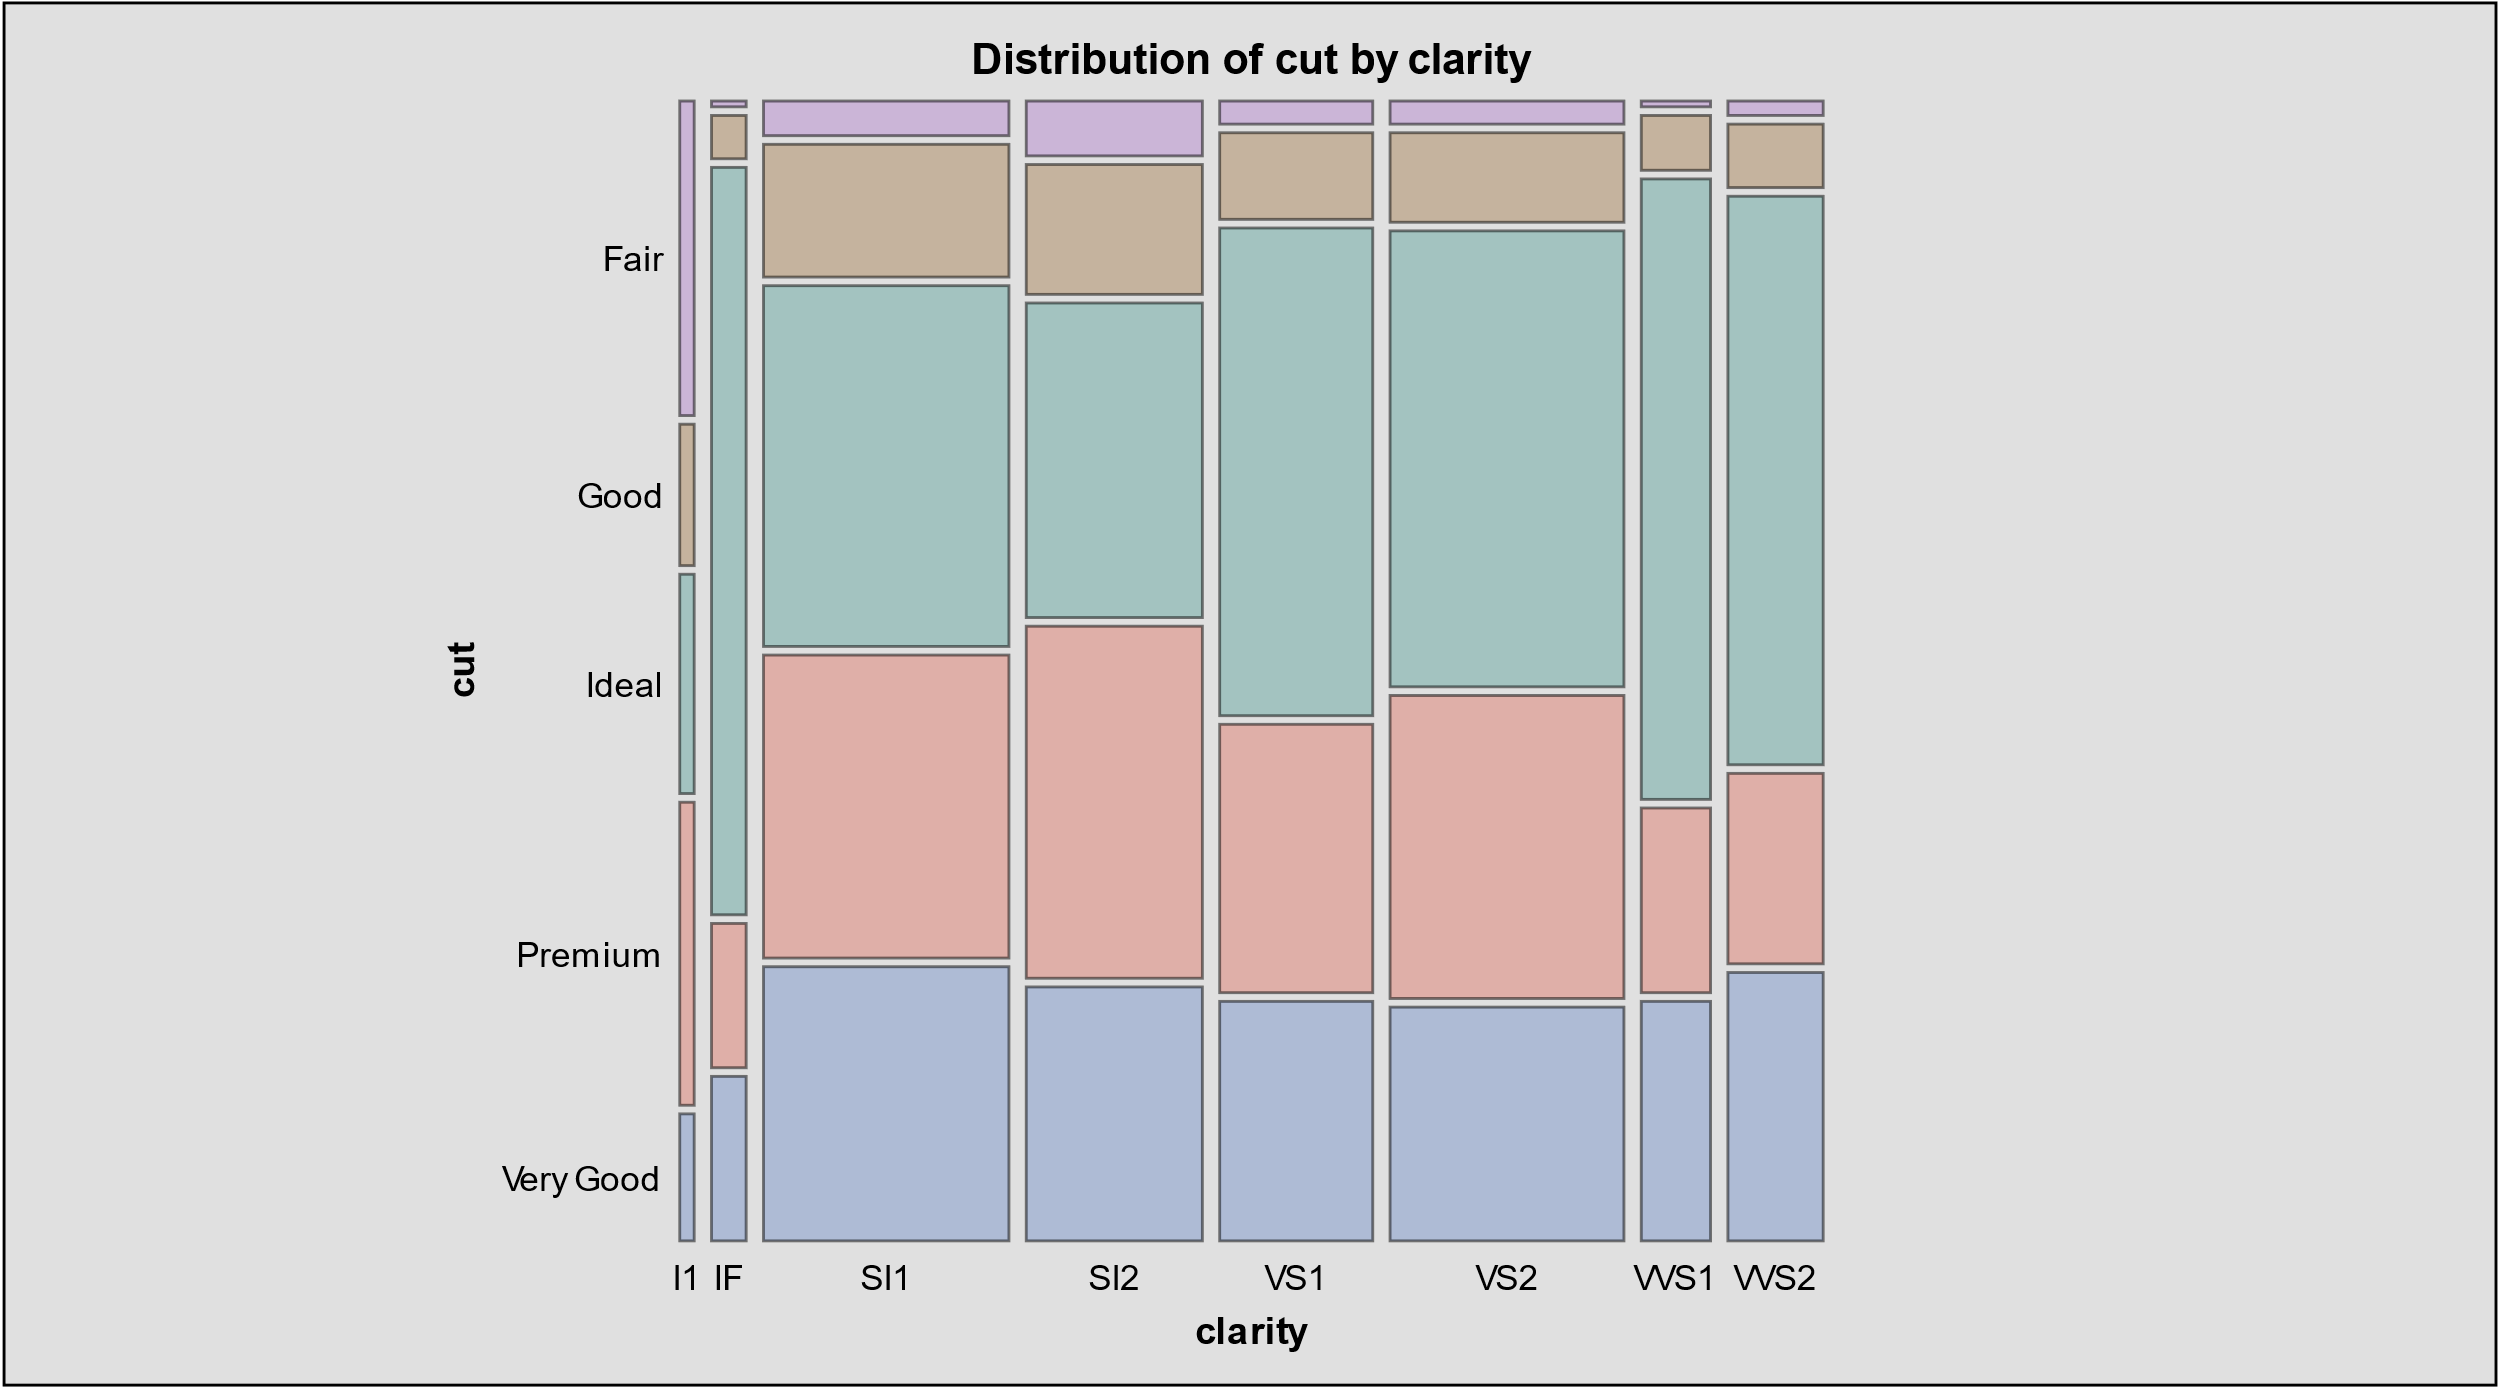 Distribution of cut by clarity
Fair
Good
Ideal
Premium
Very Good
cut
I1 IF SI1 SI2 VS1 VS2 VVS1 VVS2
clarity